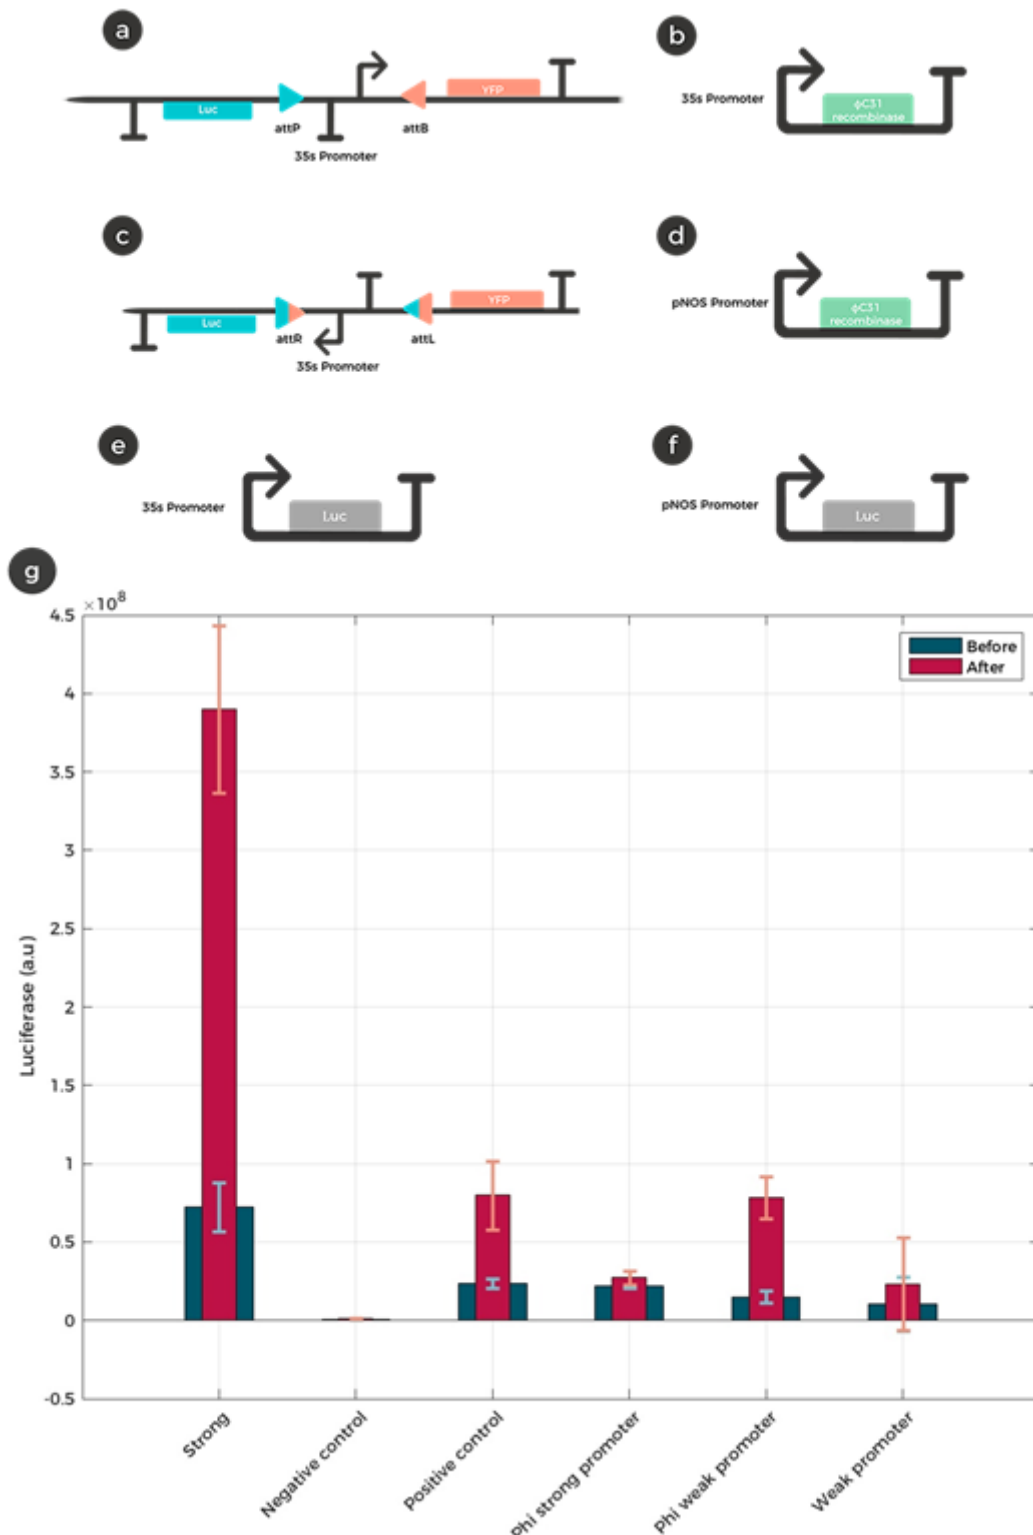 a
Luc
attP
35s Promoter
attB
YFP
b
35s Promoter
ϕC31
recombinase
c
Luc
attR
35s Promoter
attL
YFP
d
pNOS Promoter
ϕC31
recombinase
e
35s Promoter
Luc
f
pNOS Promoter
Luc
g
×10⁸
4.5
4
3.5
3
2.5
2
1.5
1
0.5
0
-0.5
Luciferase (a.u)
Before
After
Strong
Negative control
Positive control
Phi strong promoter
Phi weak promoter
Weak promoter